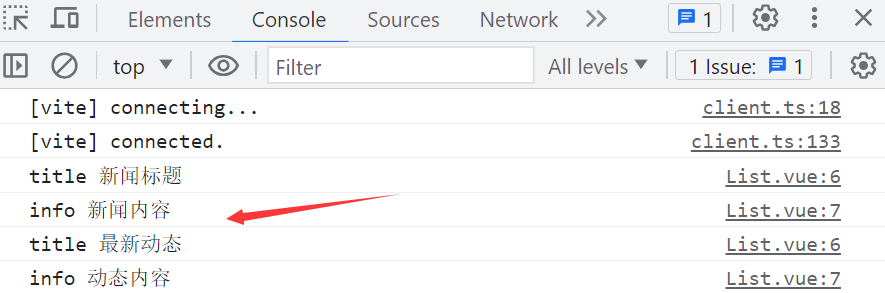 Elements Console Sources Network 1
top Filter All levels 1 Issue: 1
[vite] connecting... client.ts:18
[vite] connected. client.ts:133
title 新闻标题 List.vue:6
info 新闻内容 List.vue:7
title 最新动态 List.vue:6
info 动态内容 List.vue:7